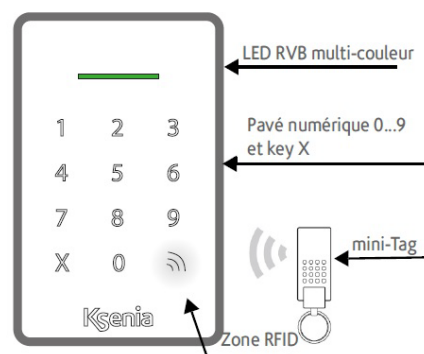 LED RVB multi-couleur
1 2 3
Pavé numérique 0...9
et key X
4 5 6
7 8 9
X 0
mini-Tag
Ksenia
Zone RFID